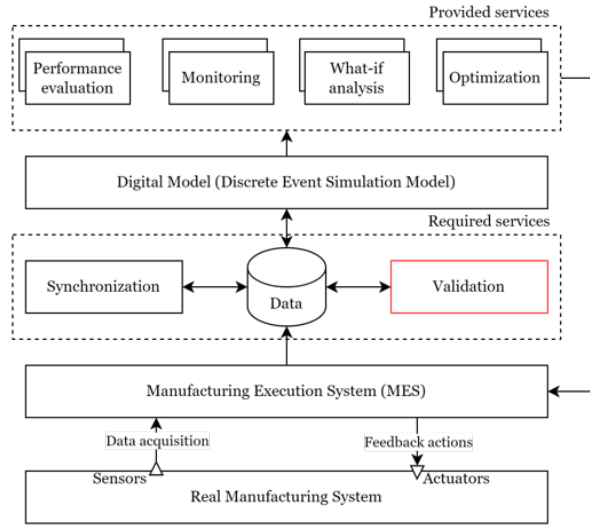 Provided services
Performance
evaluation
Monitoring
What-if
analysis
Optimization
Digital Model (Discrete Event Simulation Model)
Required services
Synchronization
Data
Validation
Manufacturing Execution System (MES)
Data acquisition
Feedback actions
Sensors
Actuators
Real Manufacturing System